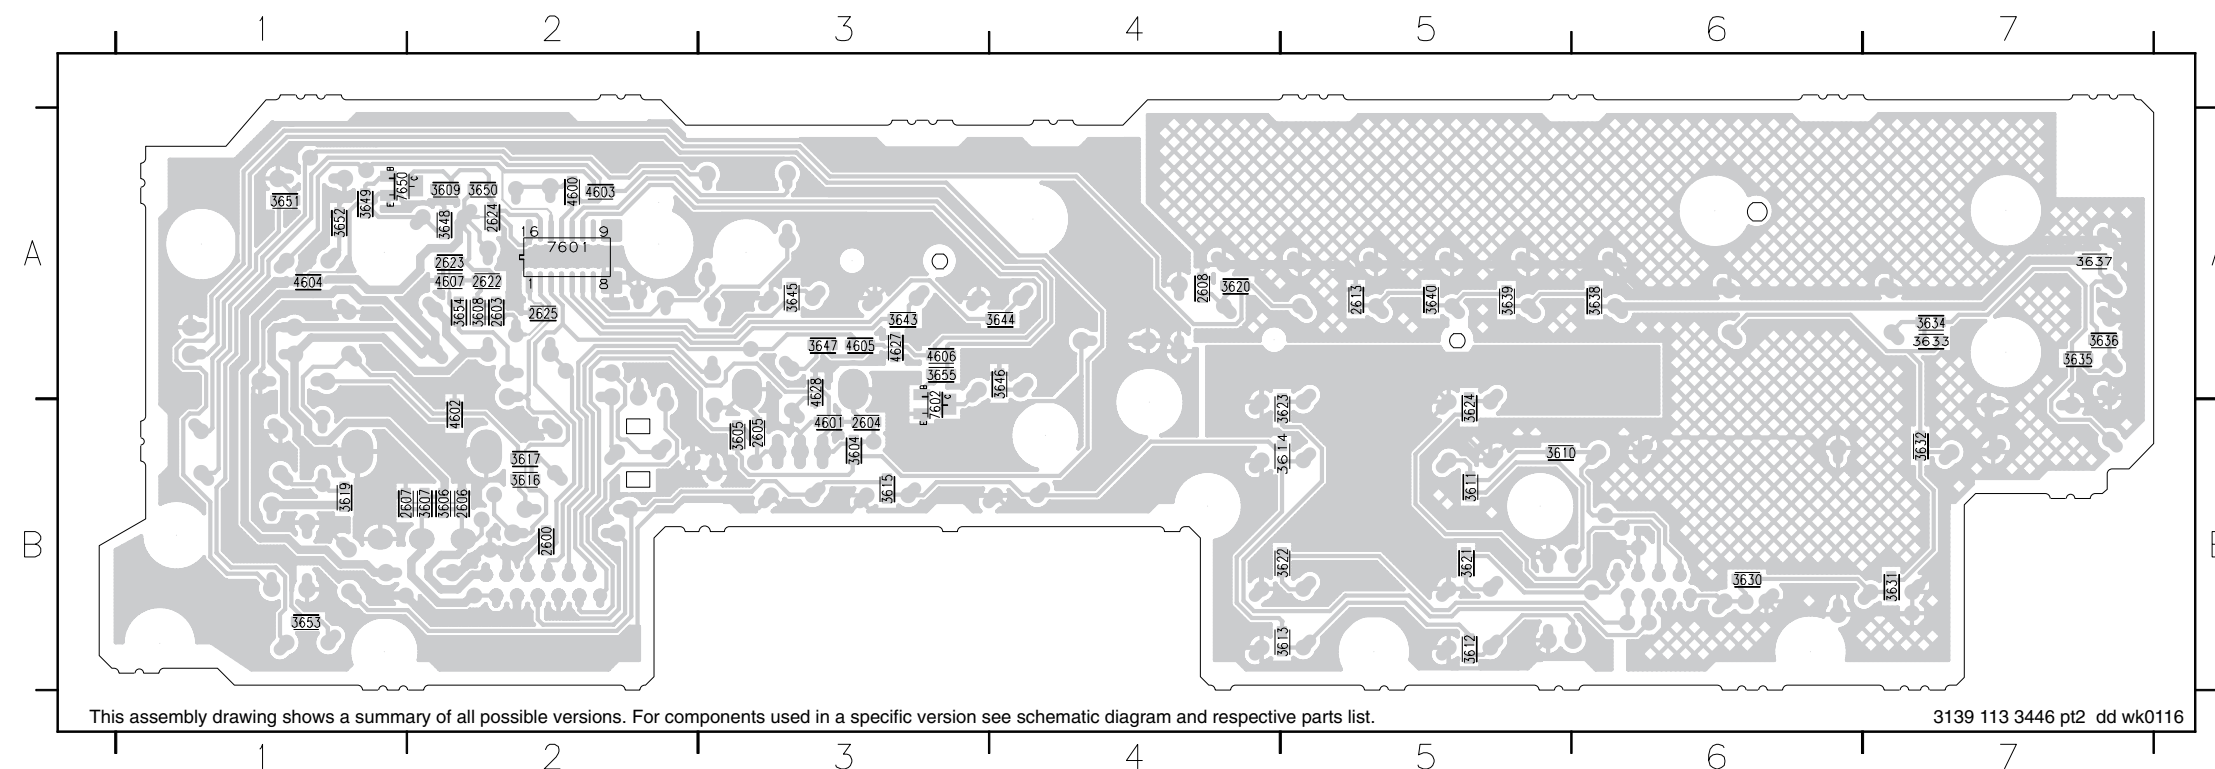 1 2 3 4 5 6 7
A
B
7650
B
C
E
3609 3650 4600 4603
3651 3652 3649 3648 2624
16 9
7601
1 8
2623
4604 4607 2622
3654 3608 2603 2625
3645 3643 3644
2608 3620 2613 3640 3639 3638
3637
3634
3633
3636
3635
3647 4605 4627 4606
3655
4628 3646
B
C
E
7602
4602 3605 2605 4601 2604
3604
3623 3624
3614 3610 3632
3617
3616
3611
3619 2607 3607 3606 2606 3615
2600 3622 3621 3630 3631
3653 3613 3612
This assembly drawing shows a summary of all possible versions. For components used in a specific version see schematic diagram and respective parts list. 3139 113 3446 pt2 dd wk0116
1 2 3 4 5 6 7